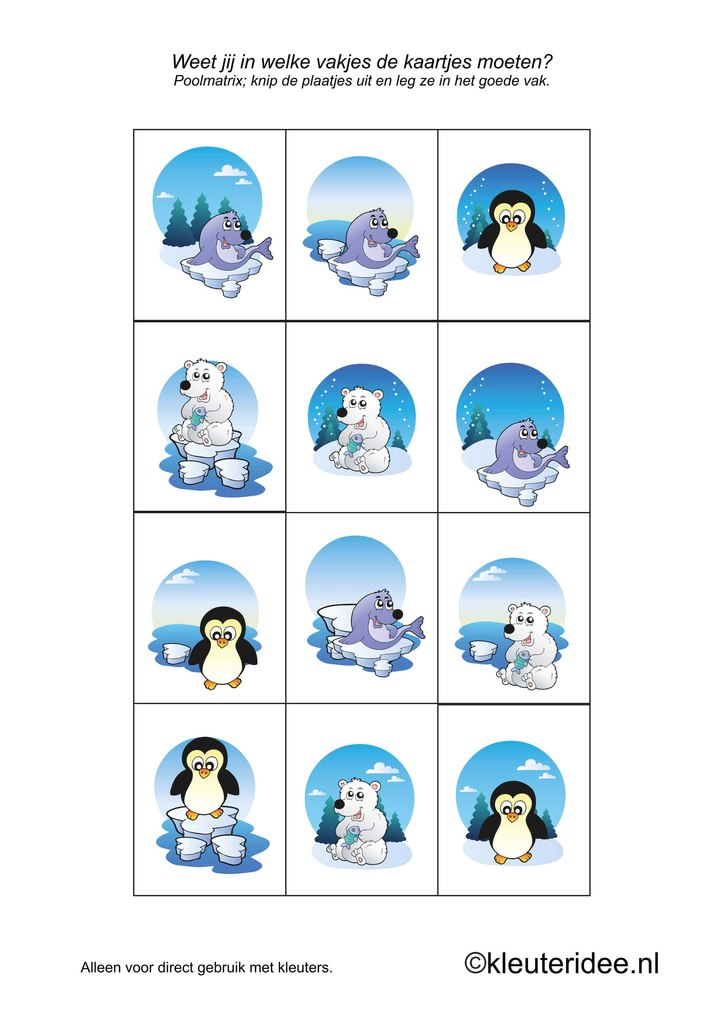 Weet jij in welke vakjes de kaartjes moeten?
Poolmatrix; knip de plaatjes uit en leg ze in het goede vak.
Alleen voor direct gebruik met kleuters.
©kleuteridee.nl